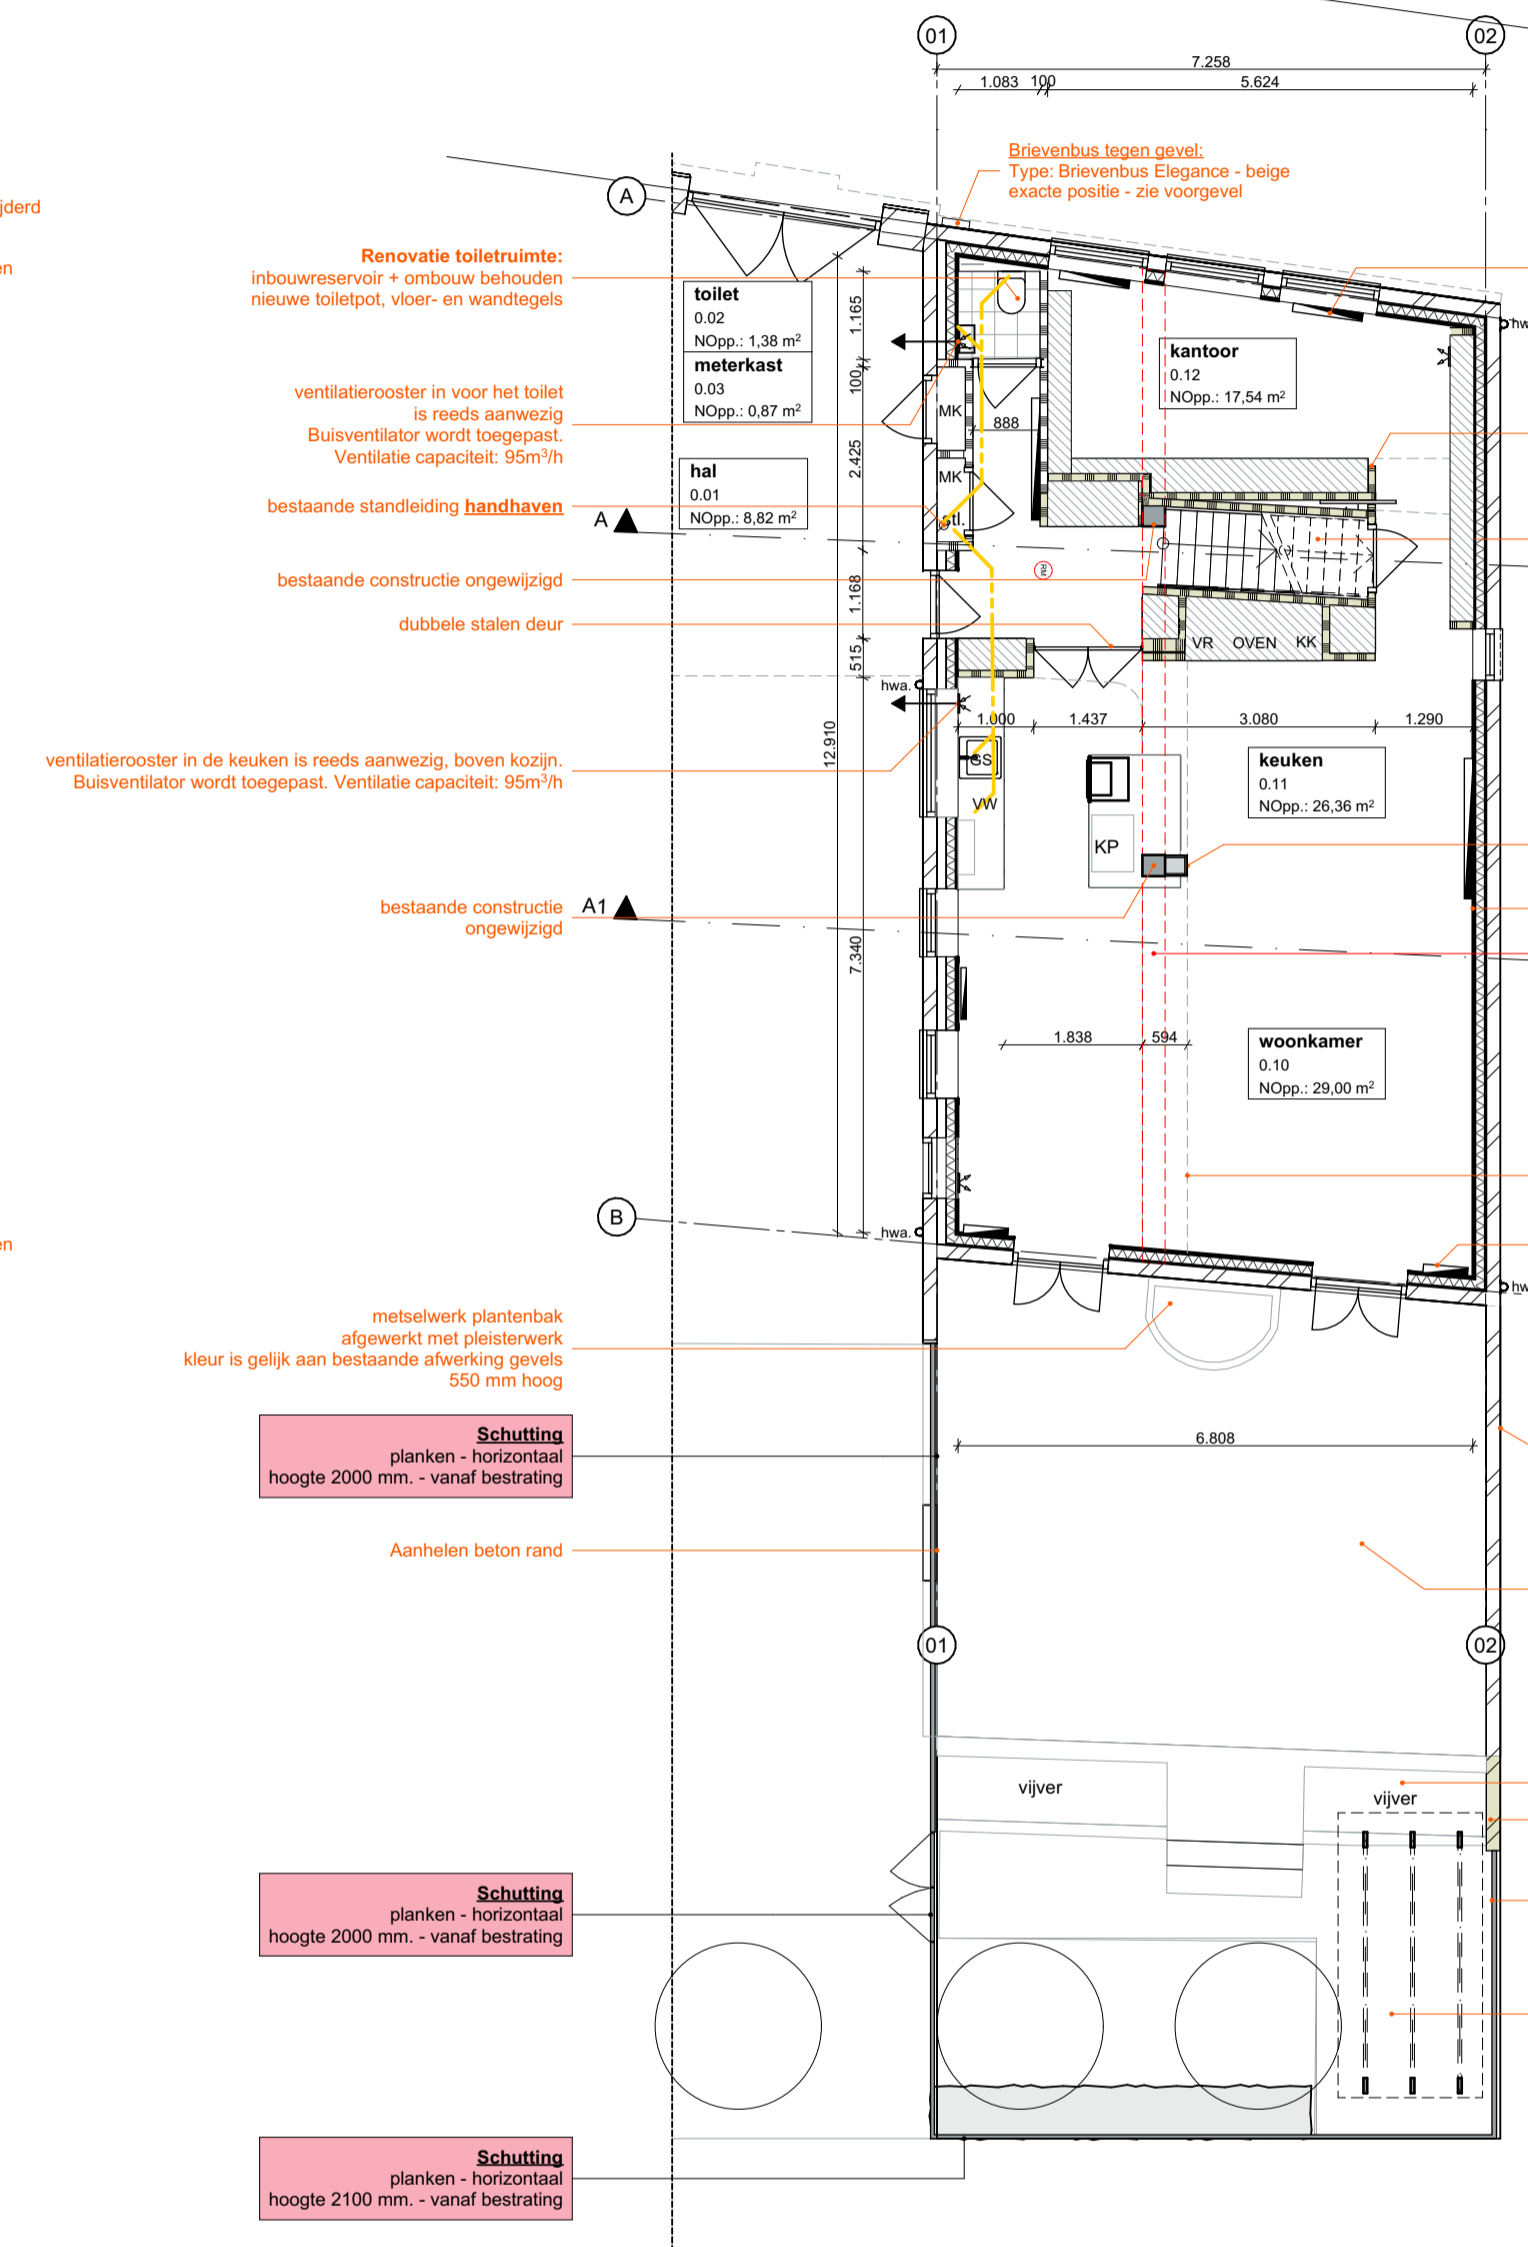 01
02
7.258
1.083
100
5.624
Brievenbus tegen gevel:
Type: Brievenbus Elegance - beige
exacte positie - zie voorgevel
A
jderd
en
Renovatie toiletruimte:
inbouwreservoir + ombouw behouden
nieuwe toiletpot, vloer- en wandtegels
toilet
0.02
NOpp.: 1,38 m²
meterkast
0.03
NOpp.: 0,87 m²
1.165
100
kantoor
0.12
NOpp.: 17,54 m²
hw
ventilatierooster in voor het toilet
is reeds aanwezig
Buisventilator wordt toegepast.
Ventilatie capaciteit: 95m³/h
MK
888
2.425
hal
0.01
NOpp.: 8,82 m²
MK
stl.
bestaande standleiding handhaven
A
RM
bestaande constructie ongewijzigd
1.168
dubbele stalen deur
515
VR
OVEN
KK
hwa.
1.000
1.437
3.080
1.290
12.910
ventilatierooster in de keuken is reeds aanwezig, boven kozijn.
Buisventilator wordt toegepast. Ventilatie capaciteit: 95m³/h
GS
VW
KP
keuken
0.11
NOpp.: 26,36 m²
bestaande constructie
ongewijzigd
A1
7.340
1.838
594
woonkamer
0.10
NOpp.: 29,00 m²
B
en
hwa.
hw
metselwerk plantenbak
afgewerkt met pleisterwerk
kleur is gelijk aan bestaande afwerking gevels
550 mm hoog
Schutting
planken - horizontaal
hoogte 2000 mm. - vanaf bestrating
6.808
Aanhelen beton rand
01
02
vijver
vijver
Schutting
planken - horizontaal
hoogte 2000 mm. - vanaf bestrating
Schutting
planken - horizontaal
hoogte 2100 mm. - vanaf bestrating